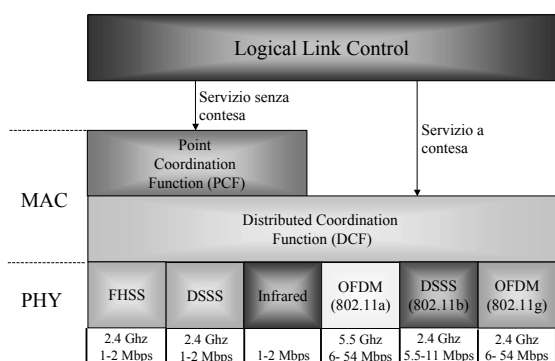 Logical Link Control
Servizio senza
contesa
Servizio a
contesa
MAC
Point
Coordination
Function (PCF)
Distributed Coordination
Function (DCF)
PHY
FHSS
DSSS
Infrared
OFDM
(802.11a)
DSSS
(802.11b)
OFDM
(802.11g)
2.4 Ghz
1-2 Mbps
2.4 Ghz
1-2 Mbps
1-2 Mbps
5.5 Ghz
6- 54 Mbps
2.4 Ghz
5.5-11 Mbps
2.4 Ghz
6- 54 Mbps